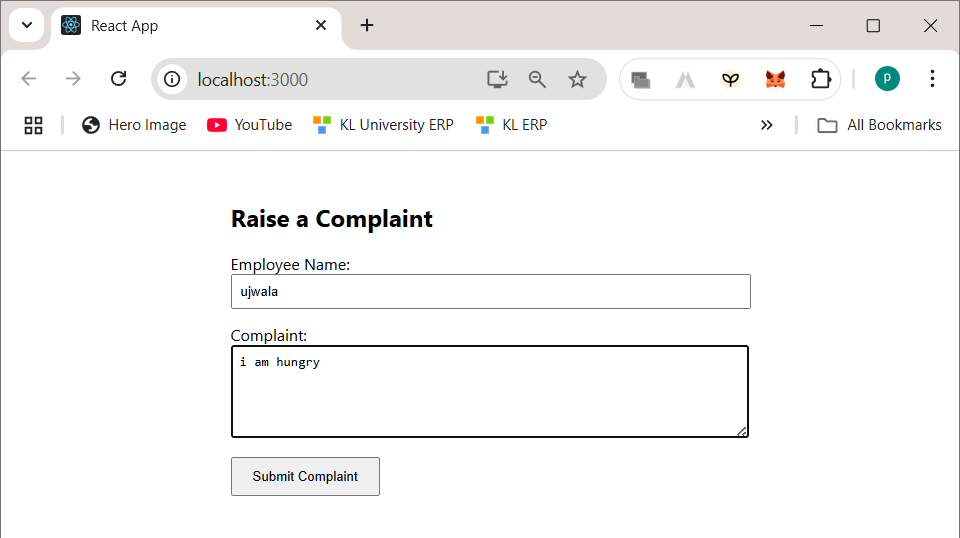 React App
localhost:3000
p
Hero Image YouTube KL University ERP KL ERP » All Bookmarks
Raise a Complaint
Employee Name:
ujwala
Complaint:
i am hungry
Submit Complaint